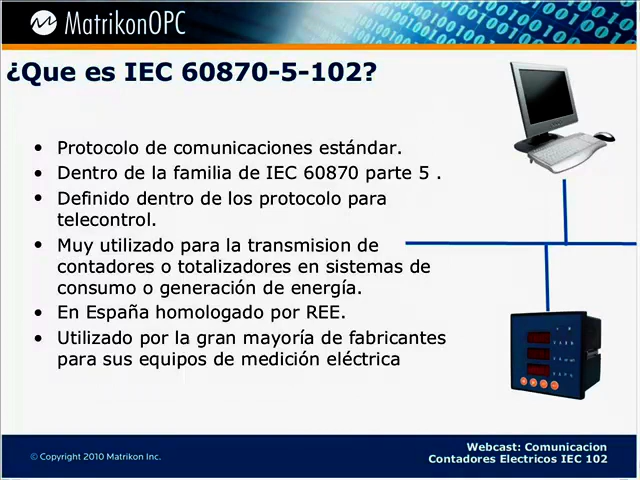 MatrikonOPC
¿Que es IEC 60870-5-102?
• Protocolo de comunicaciones estándar.
• Dentro de la familia de IEC 60870 parte 5 .
• Definido dentro de los protocolo para
telecontrol.
• Muy utilizado para la transmision de
contadores o totalizadores en sistemas de
consumo o generación de energía.
• En España homologado por REE.
• Utilizado por la gran mayoría de fabricantes
para sus equipos de medición eléctrica
© Copyright 2010 Matrikon Inc.
Webcast: Comunicacion
Contadores Electricos IEC 102